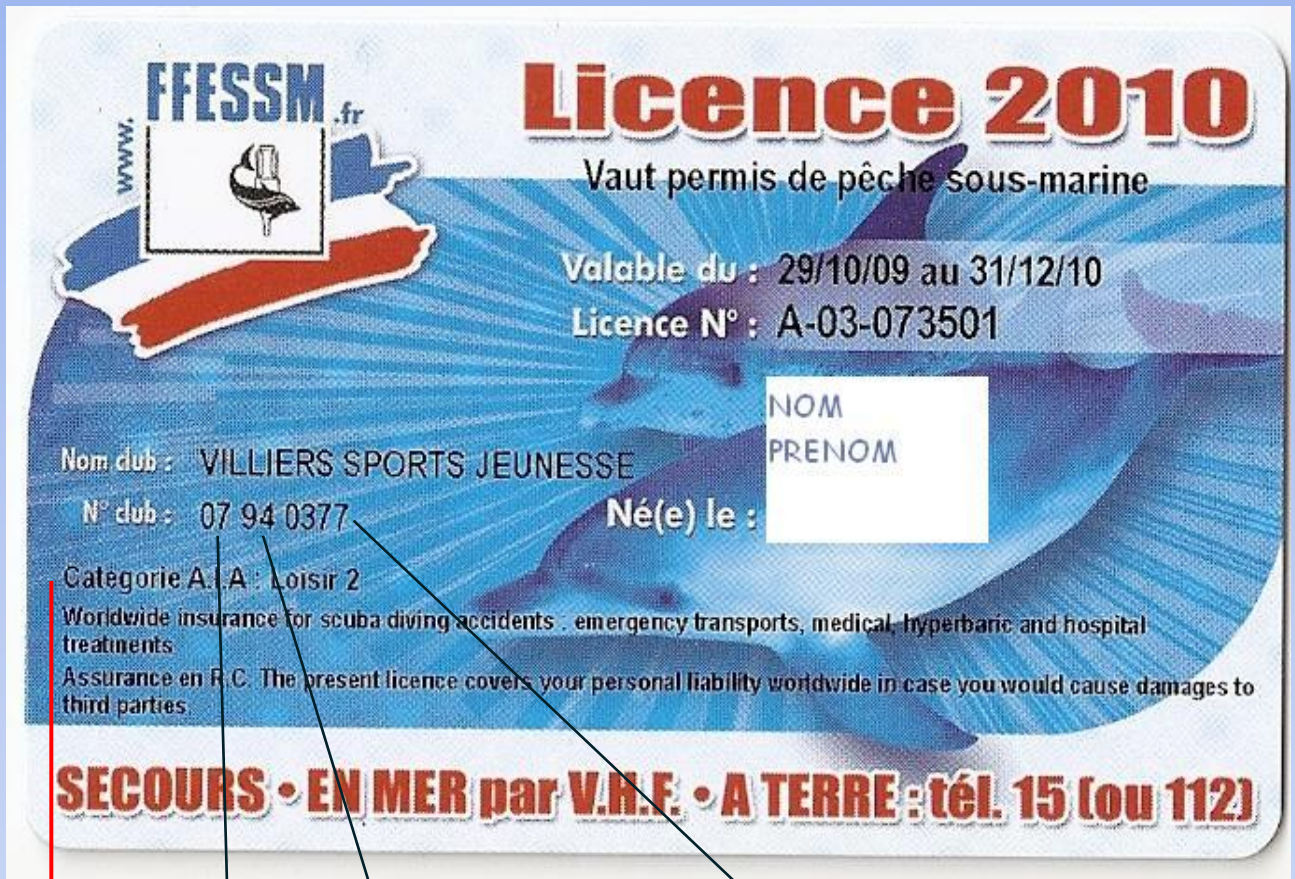 www.
FFESSM.fr
Licence 2010
Vaut permis de pêche sous-marine
Valable du : 29/10/09 au 31/12/10
Licence N° : A-03-073501
NOM
PRENOM
Nom club : VILLIERS SPORTS JEUNESSE
N° club : 07 94 0377
Né(e) le :
Catégorie A.I.A : Loisir 2
Worldwide insurance for scuba diving accidents : emergency transports, medical, hyperbaric and hospital
treatments
Assurance en R.C. The present licence covers your personal liability worldwide in case you would cause damages to
third parties
SECOURS • EN MER par V.H.F. • A TERRE : tél. 15 (ou 112)